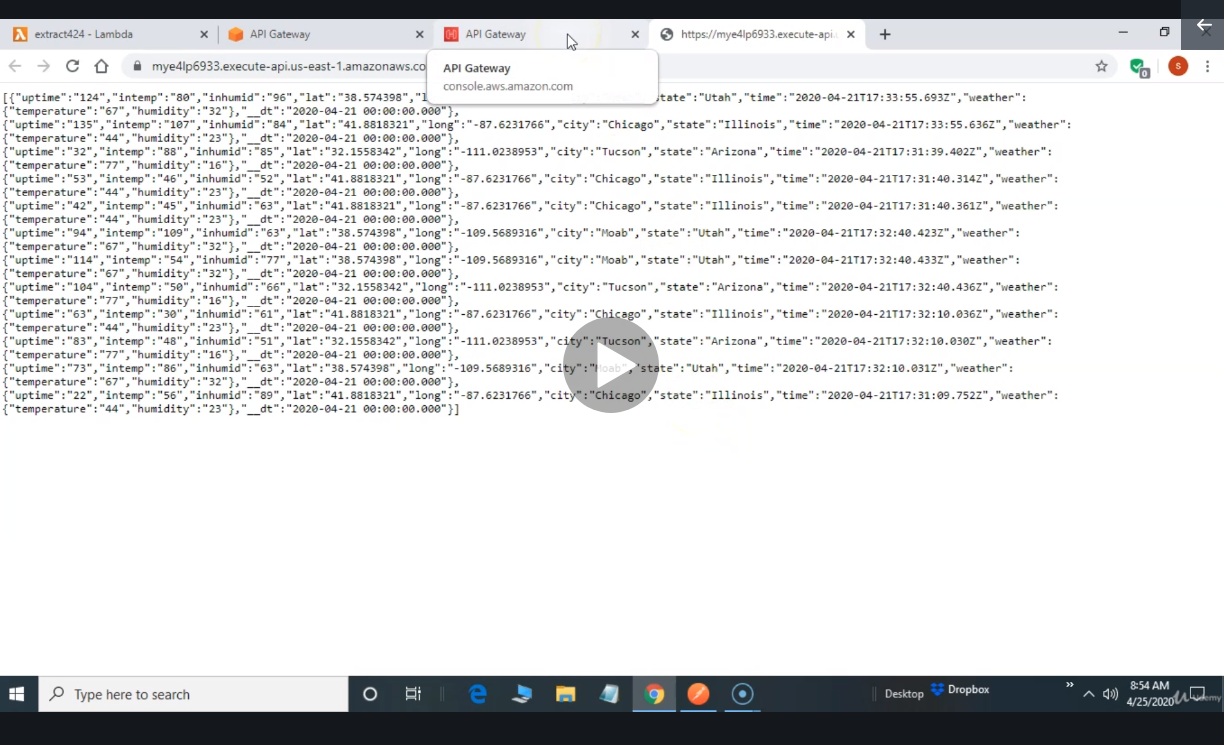 extract424 - Lambda
API Gateway
API Gateway
https://mye4lp6933.execute-api.
mye4lp6933.execute-api.us-east-1.amazonaws.co
API Gateway
console.aws.amazon.com
0
S
[{"uptime":"124","intemp":"80","inhumid":"96","lat":"38.574398","l state":"Utah","time":"2020-04-21T17:33:55.693Z","weather":
{"temperature":"67","humidity":"32"},"__dt":"2020-04-21 00:00:00.000"},
{"uptime":"135","intemp":"107","inhumid":"84","lat":"41.8818321","long":"-87.6231766","city":"Chicago","state":"Illinois","time":"2020-04-21T17:33:55.636Z","weather":
{"temperature":"44","humidity":"23"},"__dt":"2020-04-21 00:00:00.000"},
{"uptime":"32","intemp":"88","inhumid":"85","lat":"32.1558342","long":"-111.0238953","city":"Tucson","state":"Arizona","time":"2020-04-21T17:31:39.402Z","weather":
{"temperature":"77","humidity":"16"},"__dt":"2020-04-21 00:00:00.000"},
{"uptime":"53","intemp":"46","inhumid":"52","lat":"41.8818321","long":"-87.6231766","city":"Chicago","state":"Illinois","time":"2020-04-21T17:31:40.314Z","weather":
{"temperature":"44","humidity":"23"},"__dt":"2020-04-21 00:00:00.000"},
{"uptime":"42","intemp":"45","inhumid":"63","lat":"41.8818321","long":"-87.6231766","city":"Chicago","state":"Illinois","time":"2020-04-21T17:31:40.361Z","weather":
{"temperature":"44","humidity":"23"},"__dt":"2020-04-21 00:00:00.000"},
{"uptime":"94","intemp":"109","inhumid":"63","lat":"38.574398","long":"-109.5689316","city":"Moab","state":"Utah","time":"2020-04-21T17:32:40.423Z","weather":
{"temperature":"67","humidity":"32"},"__dt":"2020-04-21 00:00:00.000"},
{"uptime":"114","intemp":"54","inhumid":"77","lat":"38.574398","long":"-109.5689316","city":"Moab","state":"Utah","time":"2020-04-21T17:32:40.433Z","weather":
{"temperature":"67","humidity":"32"},"__dt":"2020-04-21 00:00:00.000"},
{"uptime":"104","intemp":"50","inhumid":"66","lat":"32.1558342","long":"-111.0238953","city":"Tucson","state":"Arizona","time":"2020-04-21T17:32:40.436Z","weather":
{"temperature":"77","humidity":"16"},"__dt":"2020-04-21 00:00:00.000"},
{"uptime":"63","intemp":"30","inhumid":"61","lat":"41.8818321","long":"-87.6231766","city":"Chicago","state":"Illinois","time":"2020-04-21T17:32:10.036Z","weather":
{"temperature":"44","humidity":"23"},"__dt":"2020-04-21 00:00:00.000"},
{"uptime":"83","intemp":"48","inhumid":"51","lat":"32.1558342","long":"-111.0238953","city":"Tucson","state":"Arizona","time":"2020-04-21T17:32:10.030Z","weather":
{"temperature":"77","humidity":"16"},"__dt":"2020-04-21 00:00:00.000"},
{"uptime":"73","intemp":"86","inhumid":"63","lat":"38.574398","long":"-109.5689316","city":"Moab","state":"Utah","time":"2020-04-21T17:32:10.031Z","weather":
{"temperature":"67","humidity":"32"},"__dt":"2020-04-21 00:00:00.000"},
{"uptime":"22","intemp":"56","inhumid":"89","lat":"41.8818321","long":"-87.6231766","city":"Chicago","state":"Illinois","time":"2020-04-21T17:31:09.752Z","weather":
{"temperature":"44","humidity":"23"},"__dt":"2020-04-21 00:00:00.000"}]
Type here to search
Desktop
Dropbox
8:54 AM
4/25/2020
Udemy